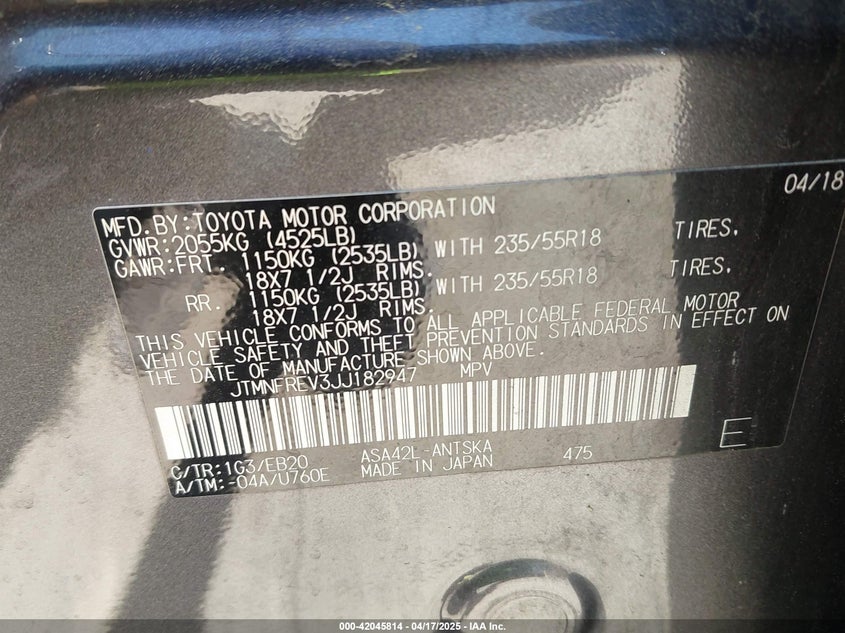 04/18
MFD.BY:TOYOTA MOTOR CORPORATION
GVWR:2055KG (4525LB)
GAWR:FRT. 1150KG (2535LB) WITH 235/55R18 TIRES.
18X7 1/2J RIMS.
RR. 1150KG (2535LB) WITH 235/55R18 TIRES.
18X7 1/2J RIMS.
THIS VEHICLE CONFORMS TO ALL APPLICABLE FEDERAL MOTOR
VEHICLE SAFETY AND THEFT PREVENTION STANDARDS IN EFFECT ON
THE DATE OF MANUFACTURE SHOWN ABOVE.
JTMNFREV3JJ182947 MPV
E
C/TR:1G3/EB20 ASA42L-ANTSKA 475
A/TM:-04A/U760E MADE IN JAPAN
000-42045814 - 04/17/2025 - IAA Inc.